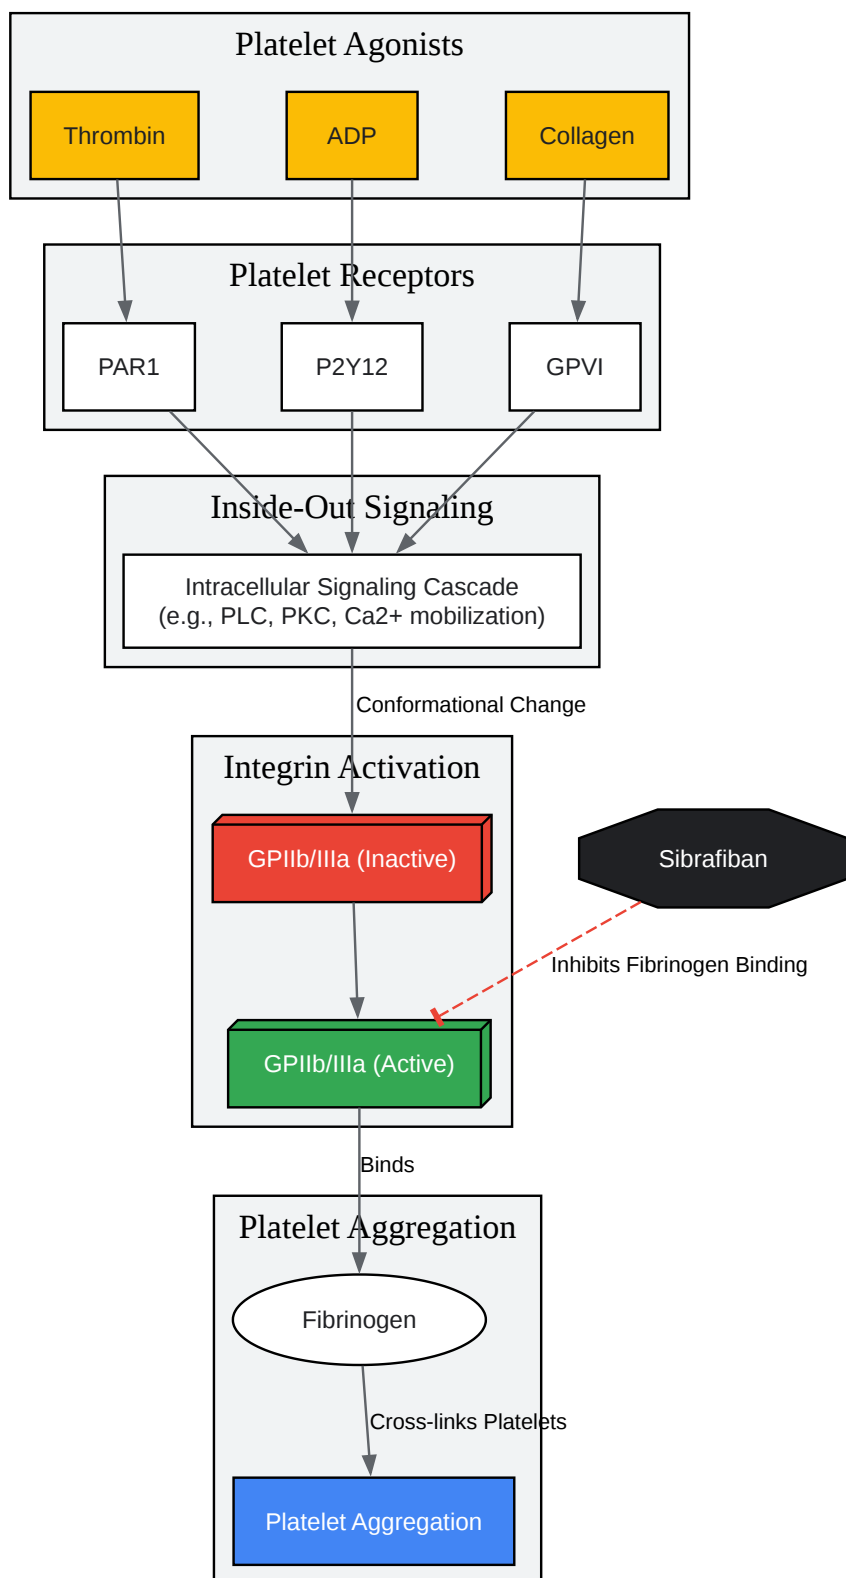 Platelet Agonists
Thrombin
ADP
Collagen
Platelet Receptors
PAR1
P2Y12
GPVI
Inside-Out Signaling
Intracellular Signaling Cascade
(e.g., PLC, PKC, Ca2+ mobilization)
Conformational Change
Integrin Activation
GPIIb/IIIa (Inactive)
Sibrafiban
Inhibits Fibrinogen Binding
GPIIb/IIIa (Active)
Binds
Platelet Aggregation
Fibrinogen
Cross-links Platelets
Platelet Aggregation